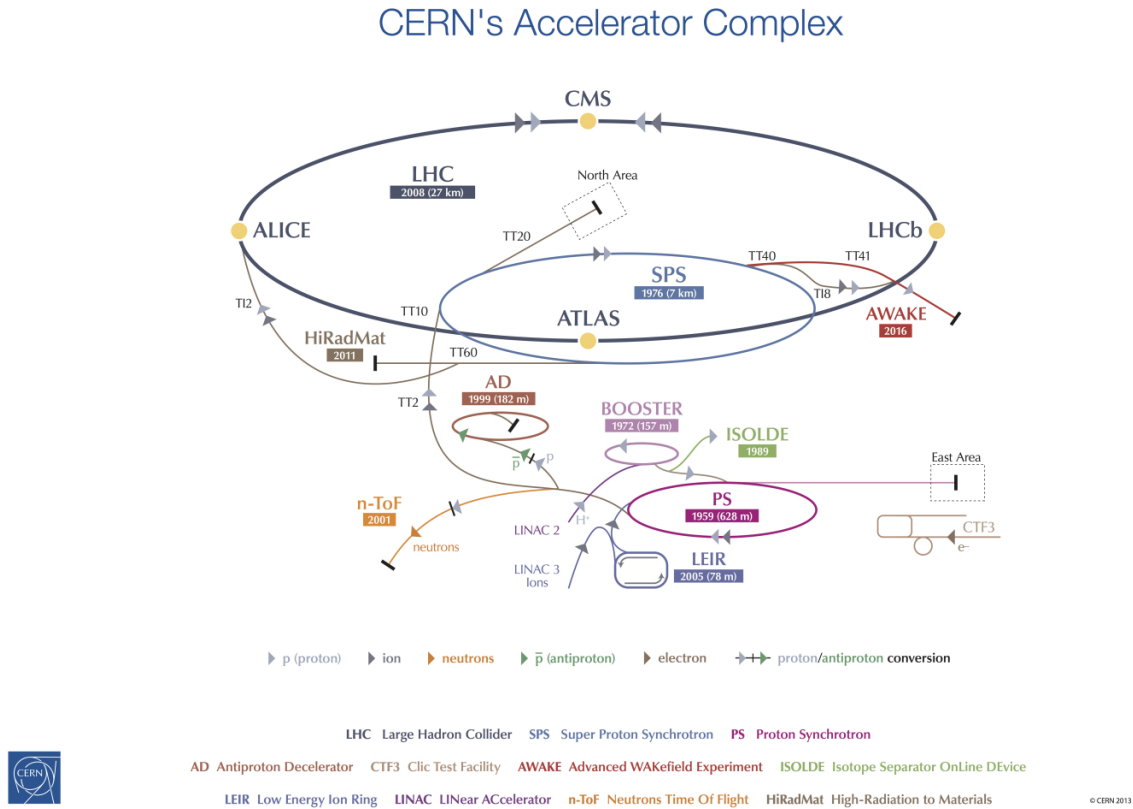 CERN's Accelerator Complex
CMS
LHC
2008 (27 km)
North Area
ALICE
LHCb
TT20
TT40
TT41
SPS
1976 (7 km)
TI2
TT10
TI8
ATLAS
AWAKE
2016
HiRadMat
2011
TT60
AD
1999 (182 m)
TT2
BOOSTER
1972 (157 m)
ISOLDE
1989
p̅
p
East Area
n-ToF
2001
PS
1959 (628 m)
H+
LINAC 2
neutrons
CTF3
e-
LINAC 3
Ions
LEIR
2005 (78 m)
p (proton)
ion
neutrons
p̅ (antiproton)
electron
proton/antiproton conversion
LHC Large Hadron Collider SPS Super Proton Synchrotron PS Proton Synchrotron
AD Antiproton Decelerator CTF3 Clic Test Facility AWAKE Advanced WAKefield Experiment ISOLDE Isotope Separator OnLine DEvice
LEIR Low Energy Ion Ring LINAC LINear ACcelerator n-ToF Neutrons Time Of Flight HiRadMat High-Radiation to Materials
CERN
© CERN 2013